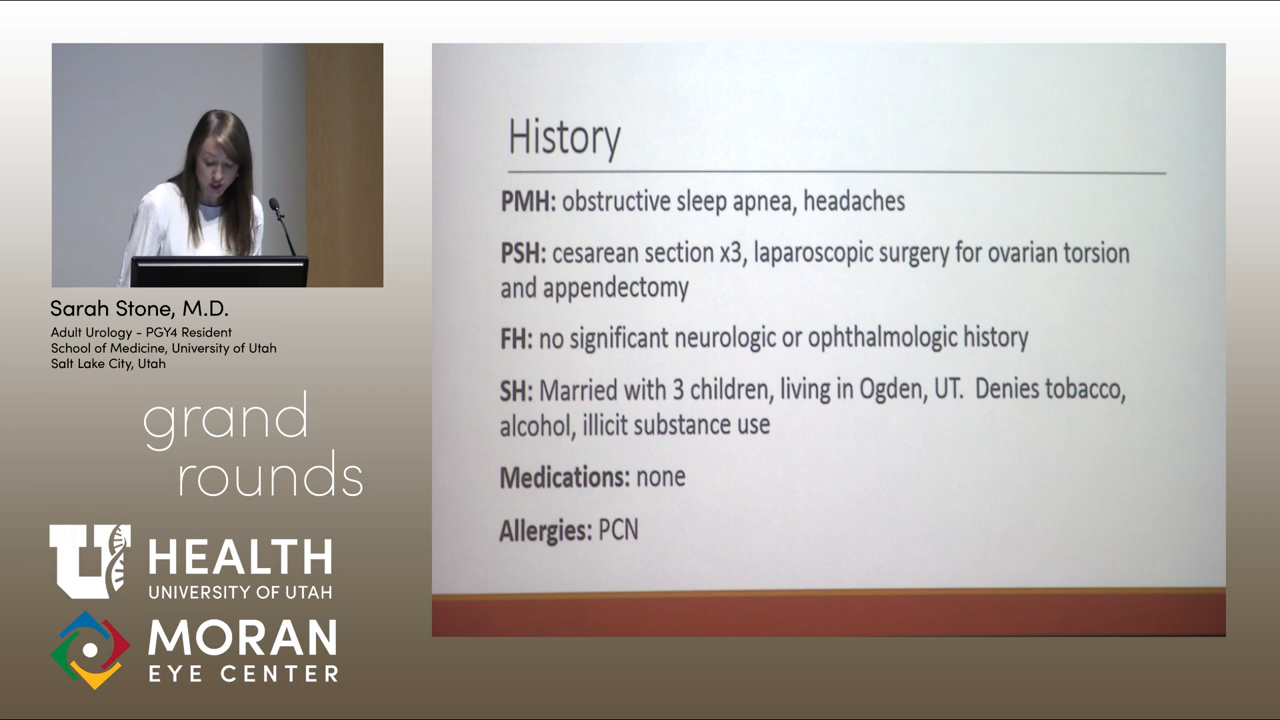 Sarah Stone, M.D.
Adult Urology - PGY4 Resident
School of Medicine, University of Utah
Salt Lake City, Utah
grand
rounds
U HEALTH
UNIVERSITY OF UTAH
MORAN
EYE CENTER
History
PMH: obstructive sleep apnea, headaches
PSH: cesarean section x3, laparoscopic surgery for ovarian torsion
and appendectomy
FH: no significant neurologic or ophthalmologic history
SH: Married with 3 children, living in Ogden, UT. Denies tobacco,
alcohol, illicit substance use
Medications: none
Allergies: PCN